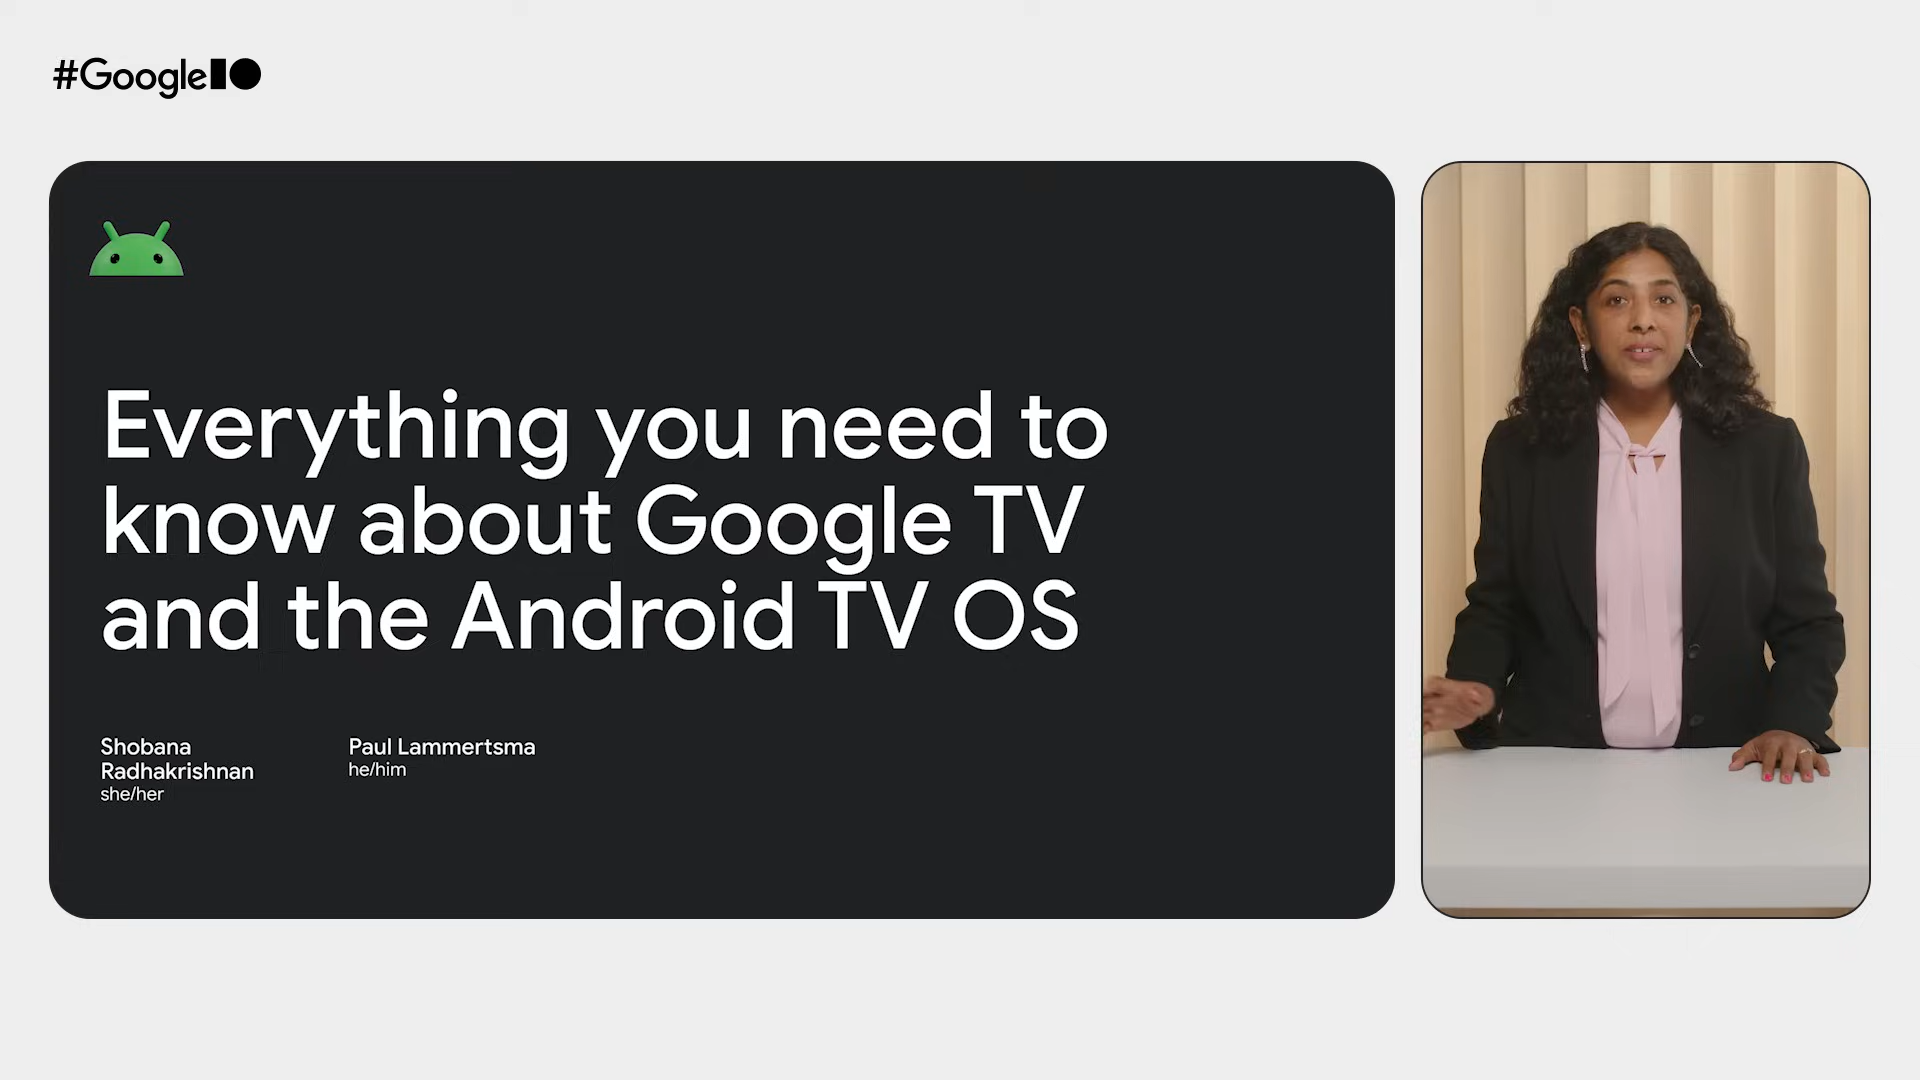 #GoogleIO
Everything you need to
know about Google TV
and the Android TV OS
Shobana
Radhakrishnan
she/her
Paul Lammertsma
he/him